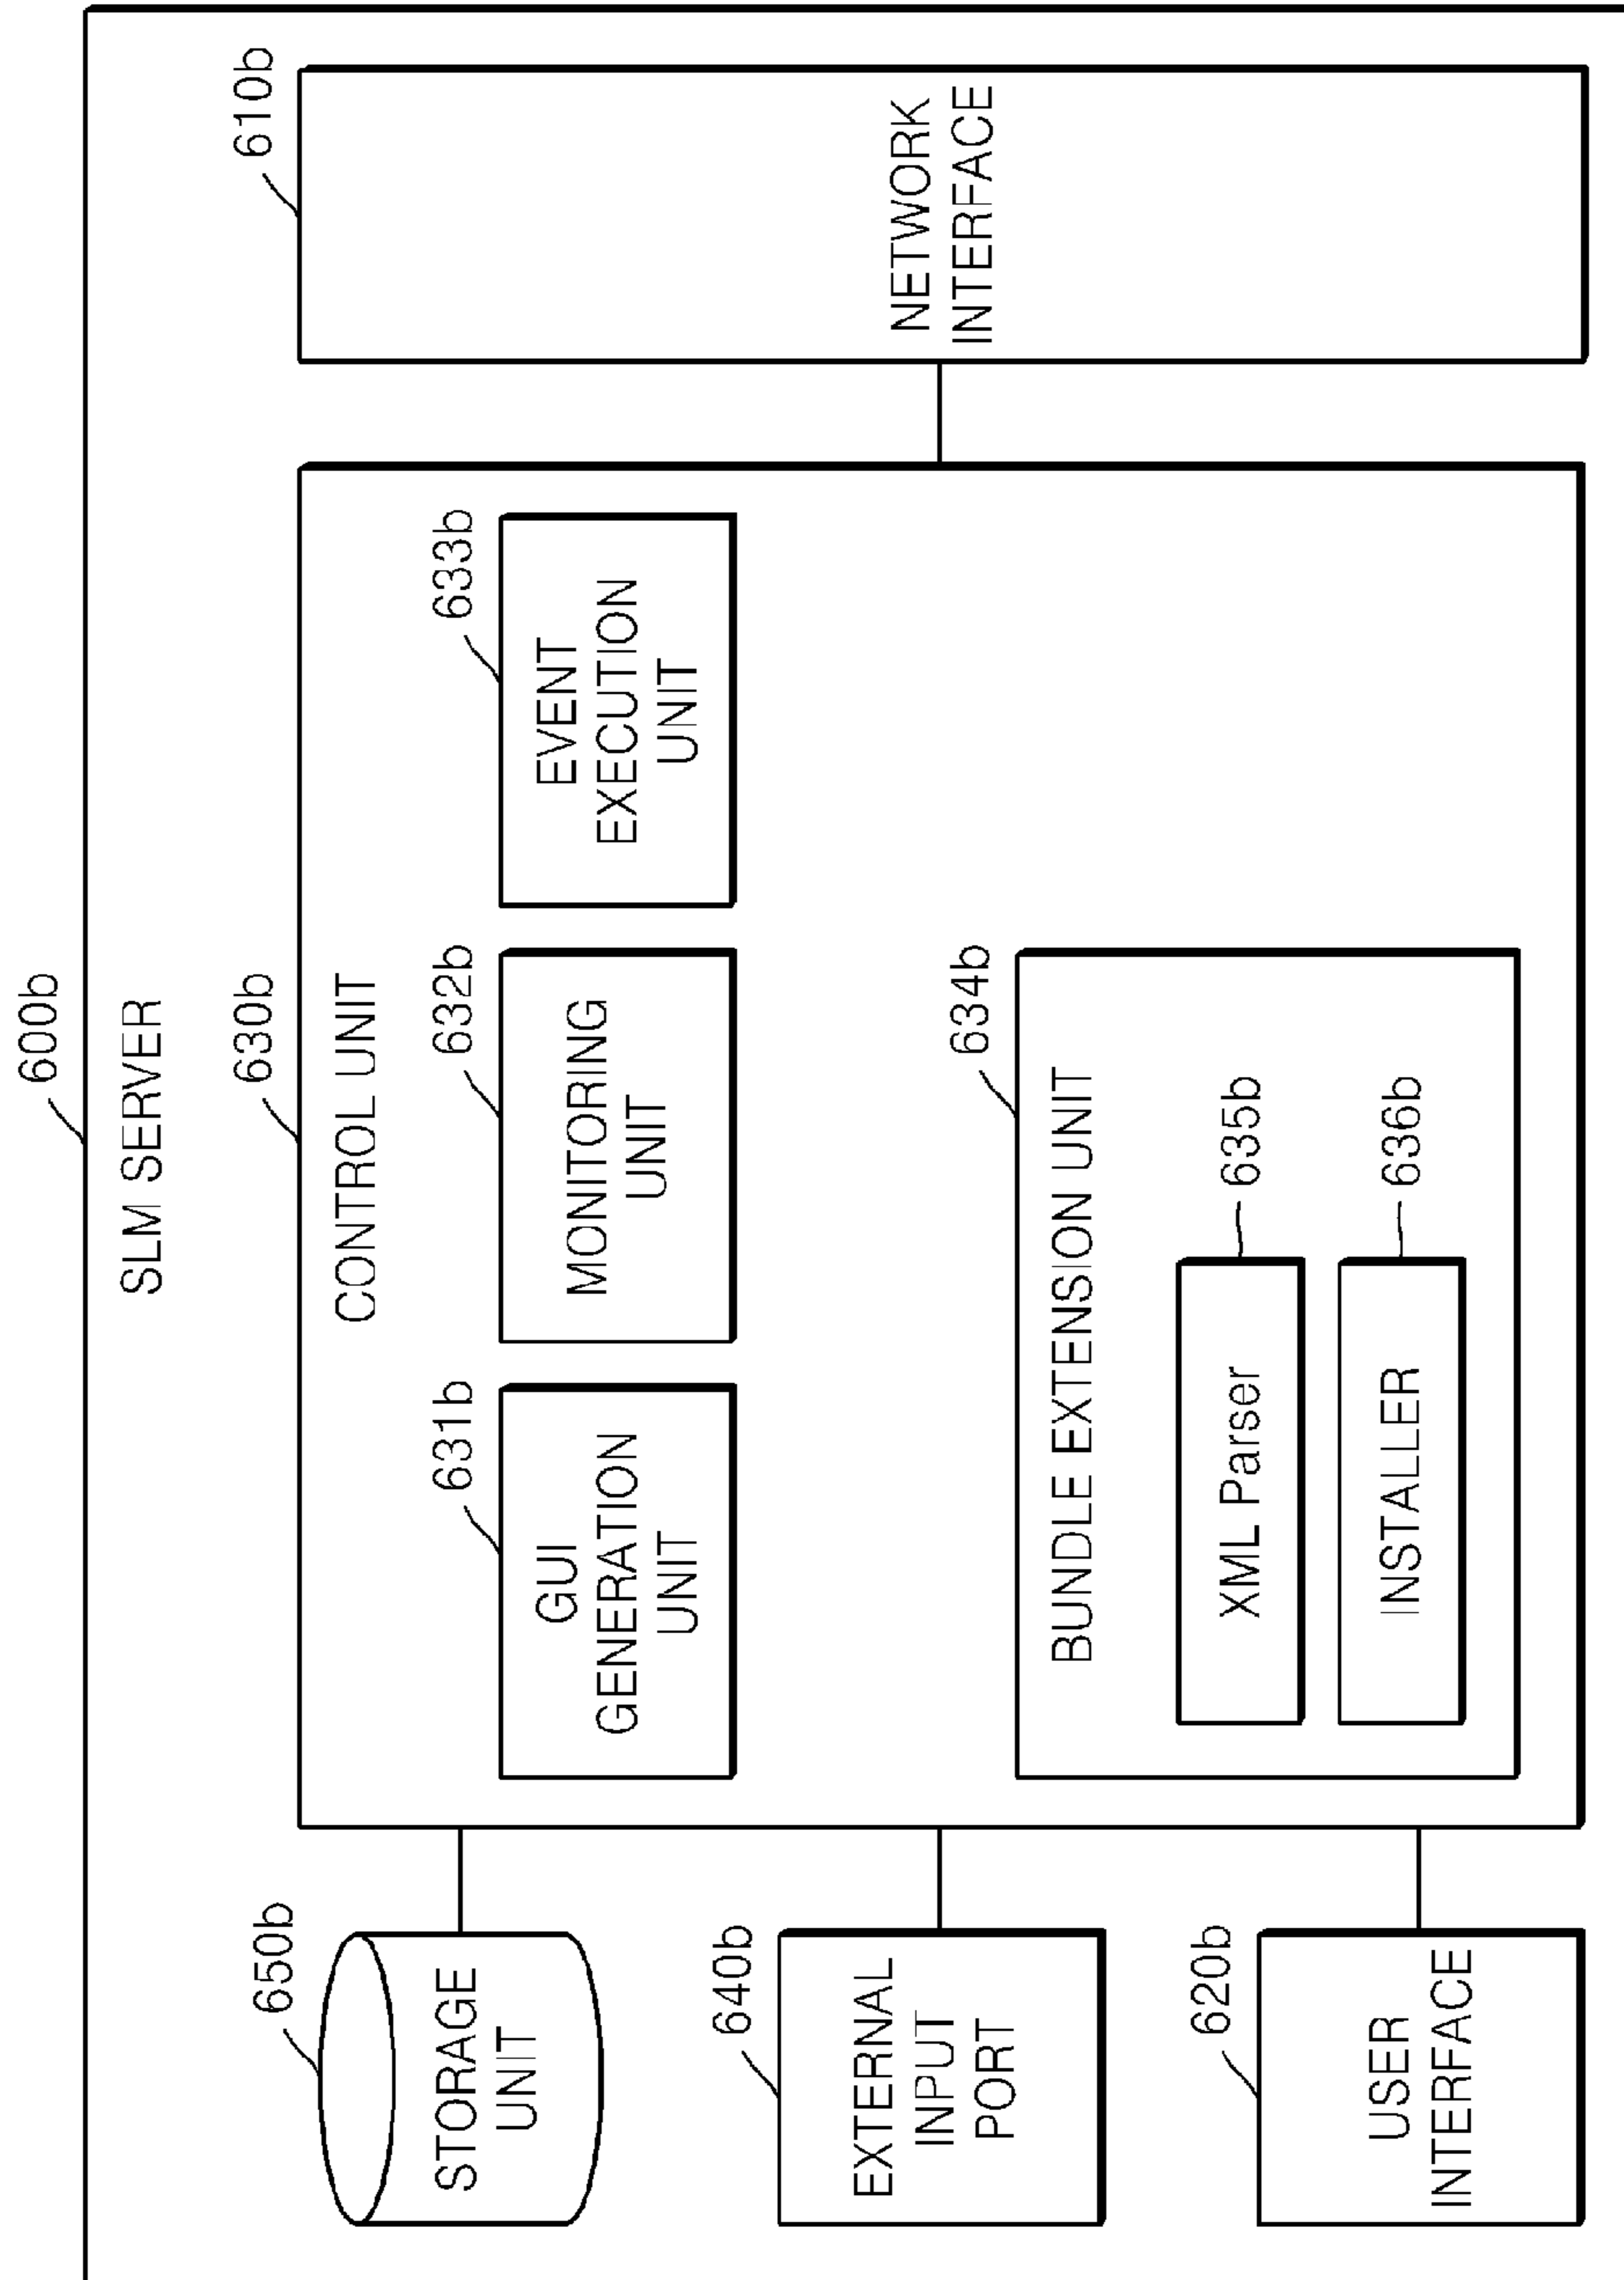 600b
SLM SERVER
650b
STORAGE
UNIT
640b
EXTERNAL
INPUT
PORT
620b
USER
INTERFACE
630b
CONTROL UNIT
631b
GUI
GENERATION
UNIT
632b
MONITORING
UNIT
633b
EVENT
EXECUTION
UNIT
634b
BUNDLE EXTENSION UNIT
XML Parser
635b
INSTALLER
636b
610b
NETWORK
INTERFACE